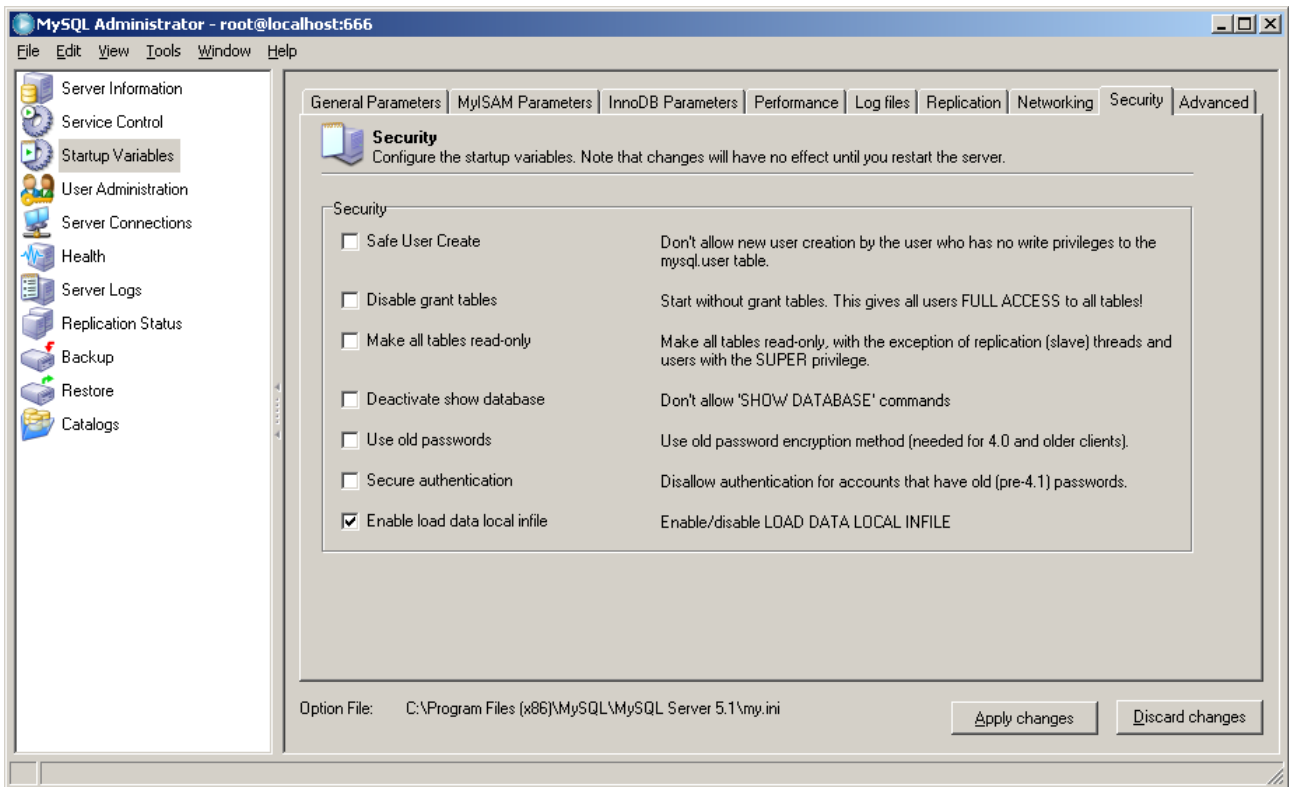 MySQL Administrator - root@localhost:666
File Edit View Tools Window Help
Server Information
Service Control
Startup Variables
User Administration
Server Connections
Health
Server Logs
Replication Status
Backup
Restore
Catalogs
General Parameters MyISAM Parameters InnoDB Parameters Performance Log files Replication Networking Security Advanced
Security
Configure the startup variables. Note that changes will have no effect until you restart the server.
Security
Safe User Create Don't allow new user creation by the user who has no write privileges to the
mysql.user table.
Disable grant tables Start without grant tables. This gives all users FULL ACCESS to all tables!
Make all tables read-only Make all tables read-only, with the exception of replication (slave) threads and
users with the SUPER privilege.
Deactivate show database Don't allow 'SHOW DATABASE' commands
Use old passwords Use old password encryption method (needed for 4.0 and older clients).
Secure authentication Disallow authentication for accounts that have old (pre-4.1) passwords.
Enable load data local infile Enable/disable LOAD DATA LOCAL INFILE
Option File: C:\Program Files (x86)\MySQL\MySQL Server 5.1\my.ini
Apply changes Discard changes